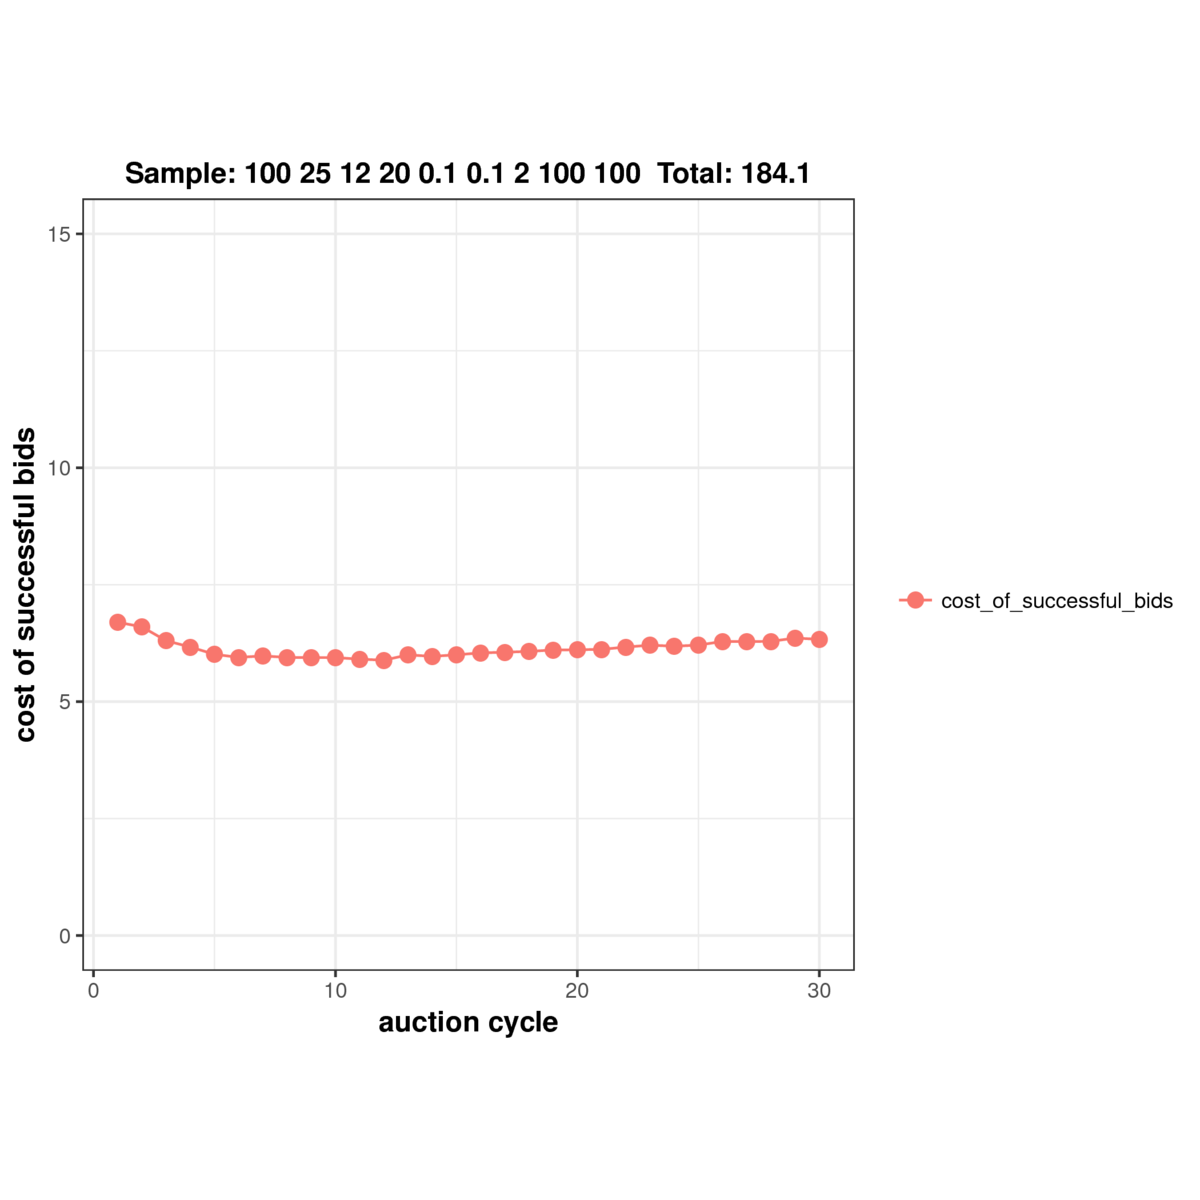 Sample: 100 25 12 20 0.1 0.1 2 100 100  Total: 184.1
15
10
5
0
cost of successful bids
0 10 20 30
auction cycle
cost_of_successful_bids